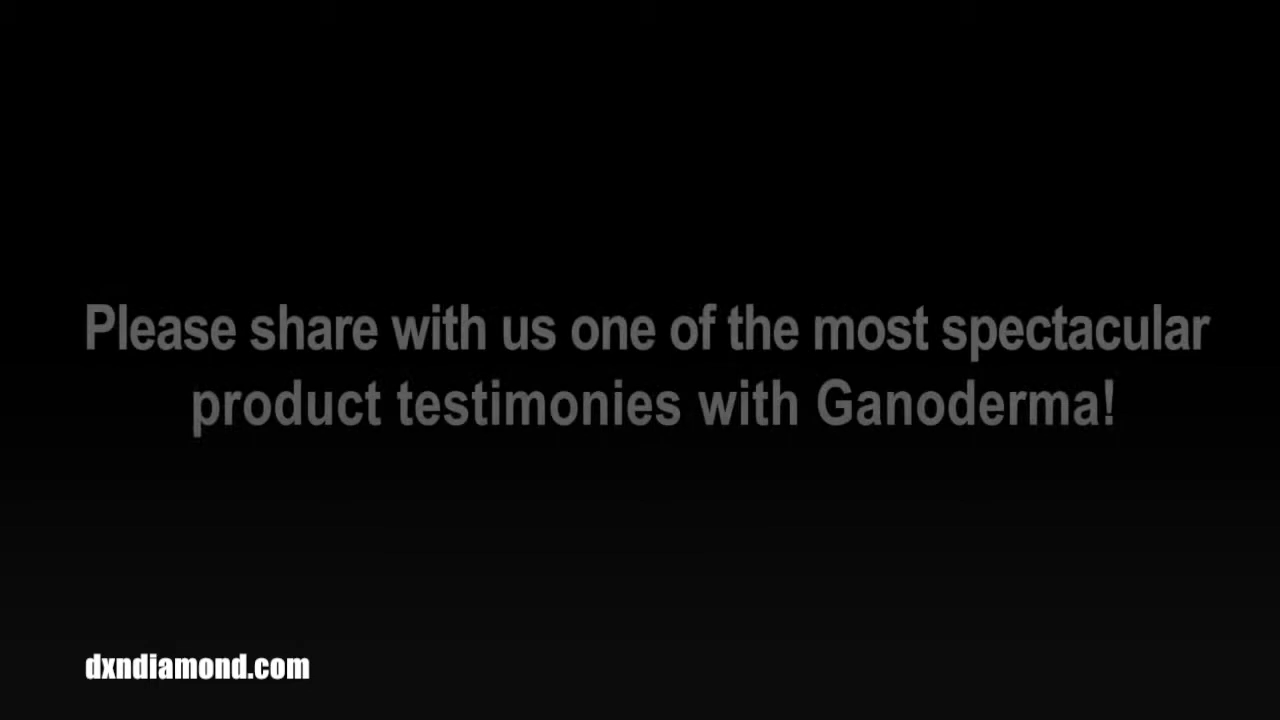 Please share with us one of the most spectacular
product testimonies with Ganoderma!
dxndiamond.com